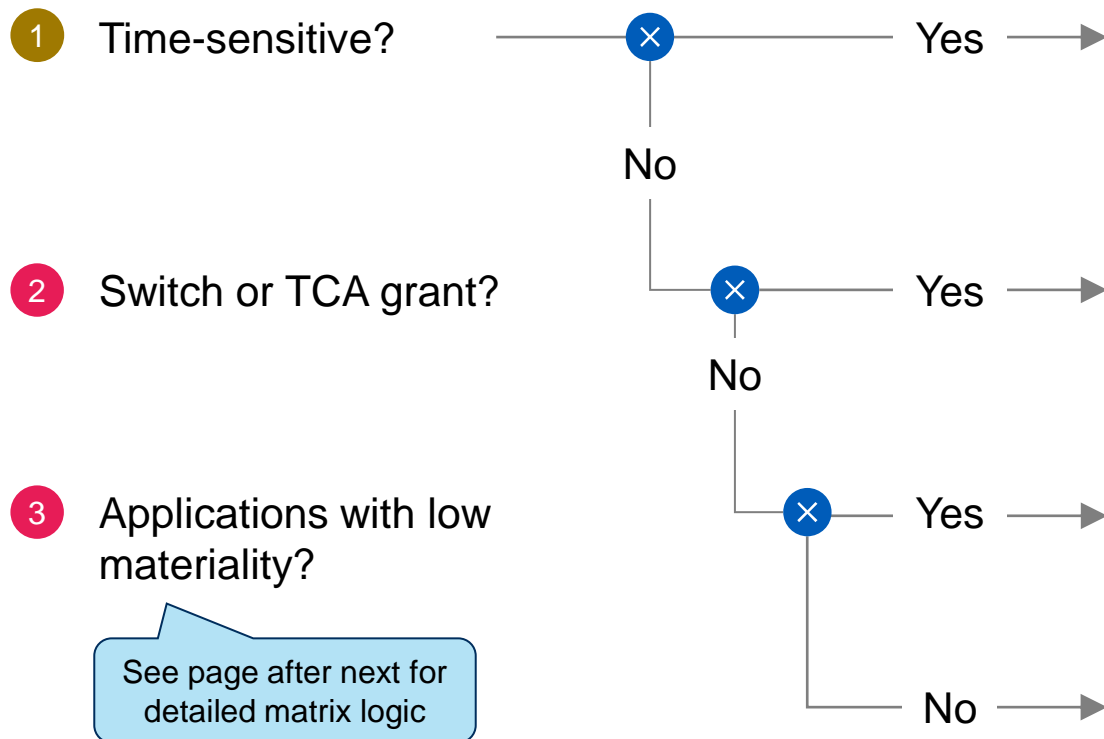 1 Time-sensitive? Yes
No
2 Switch or TCA grant? Yes
No
3 Applications with low Yes
materiality?
See page after next for
detailed matrix logic
No